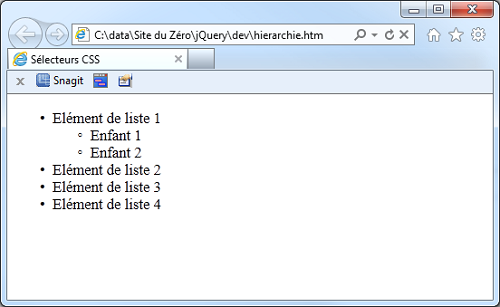 C:\data\Site du Zéro\jQuery\dev\hierarchie.htm
Sélecteurs CSS
Snagit
Elément de liste 1
Enfant 1
Enfant 2
Elément de liste 2
Elément de liste 3
Elément de liste 4